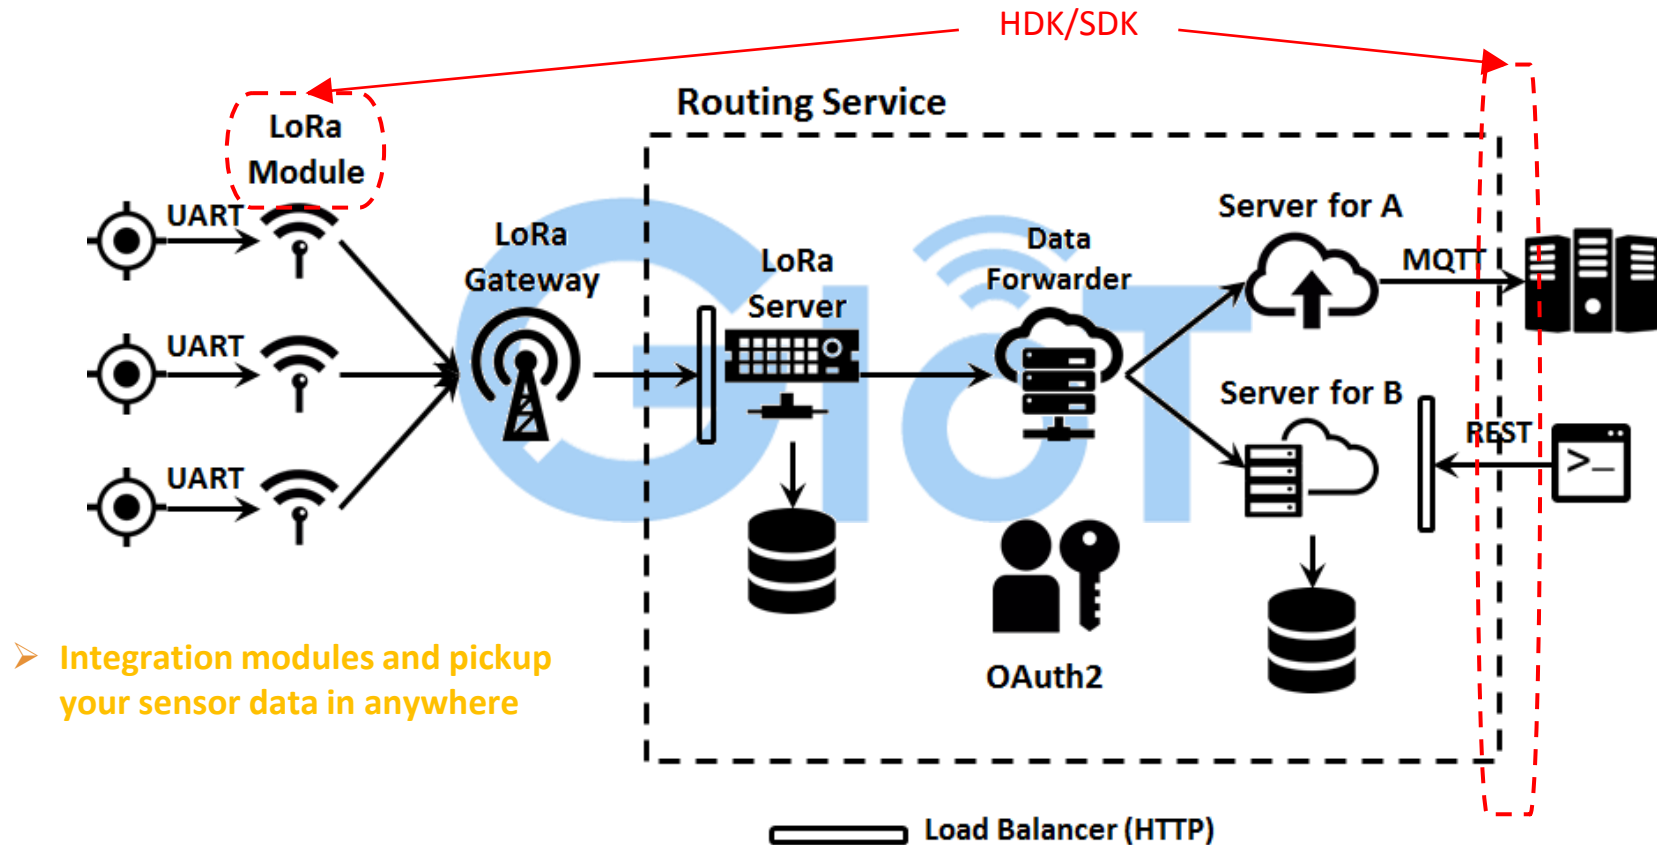 HDK/SDK
Routing Service
LoRa
Module
UART
UART
UART
LoRa
Gateway
LoRa
Server
Data
Forwarder
Server for A
MQTT
Server for B
REST
>_
OAuth2
GIoT
➢ Integration modules and pickup
your sensor data in anywhere
Load Balancer (HTTP)